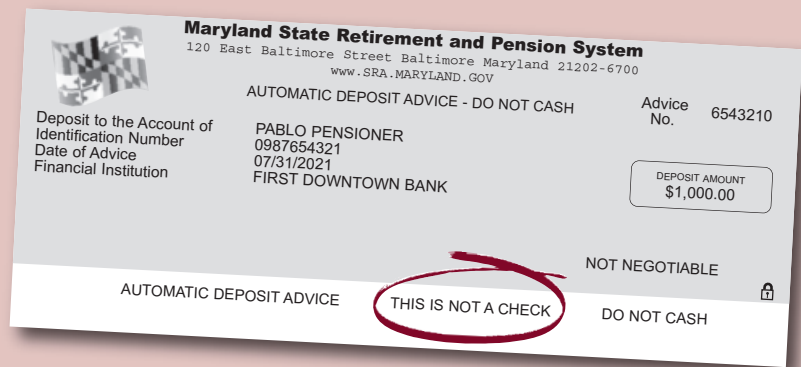 Maryland State Retirement and Pension System
120 East Baltimore Street Baltimore Maryland 21202-6700
www.SRA.MARYLAND.GOV
AUTOMATIC DEPOSIT ADVICE - DO NOT CASH
Advice No. 6543210
Deposit to the Account of PABLO PENSIONER
Identification Number 0987654321
Date of Advice 07/31/2021
Financial Institution FIRST DOWNTOWN BANK
DEPOSIT AMOUNT
$1,000.00
NOT NEGOTIABLE
AUTOMATIC DEPOSIT ADVICE THIS IS NOT A CHECK DO NOT CASH